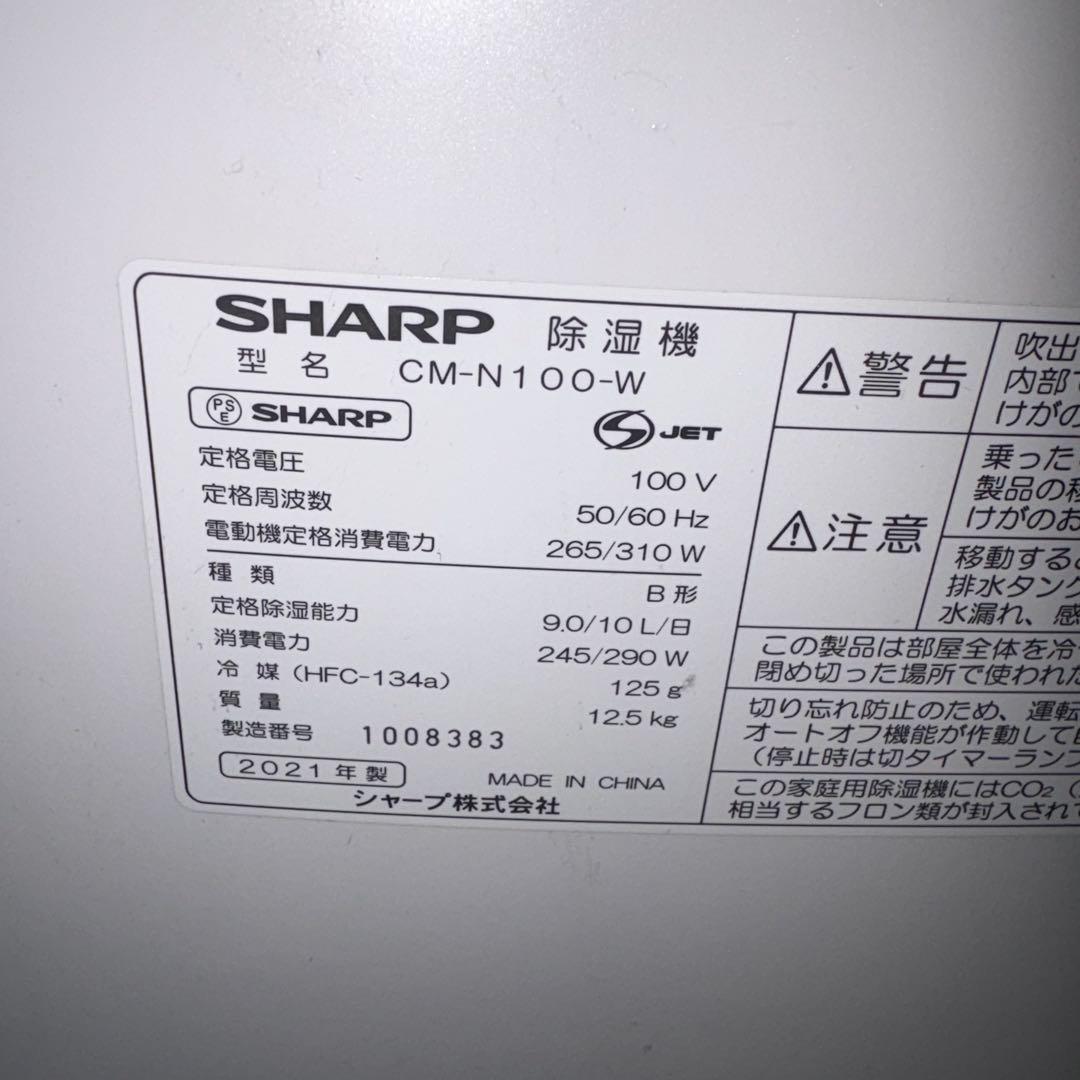 SHARP 除湿機
型名 CM-N100-W
PSE SHARP
S JET
定格電圧 100 V
定格周波数 50/60 Hz
電動機定格消費電力 265/310 W
種類 B形
定格除湿能力 9.0/10 L/日
消費電力 245/290 W
冷媒(HFC-134a) 125 g
質量 12.5 kg
製造番号 1008383
2021年製 MADE IN CHINA
シャープ株式会社
警告
吹出
内部
けがの
注意
乗った
製品の移
けがのお
移動する
排水タンク
水漏れ、感
この製品は部屋全体を冷
閉め切った場所で使われた
切り忘れ防止のため、運転
オートオフ機能が作動して
(停止時は切タイマーランプ
この家庭用除湿機にはCO₂(
相当するフロン類が封入され